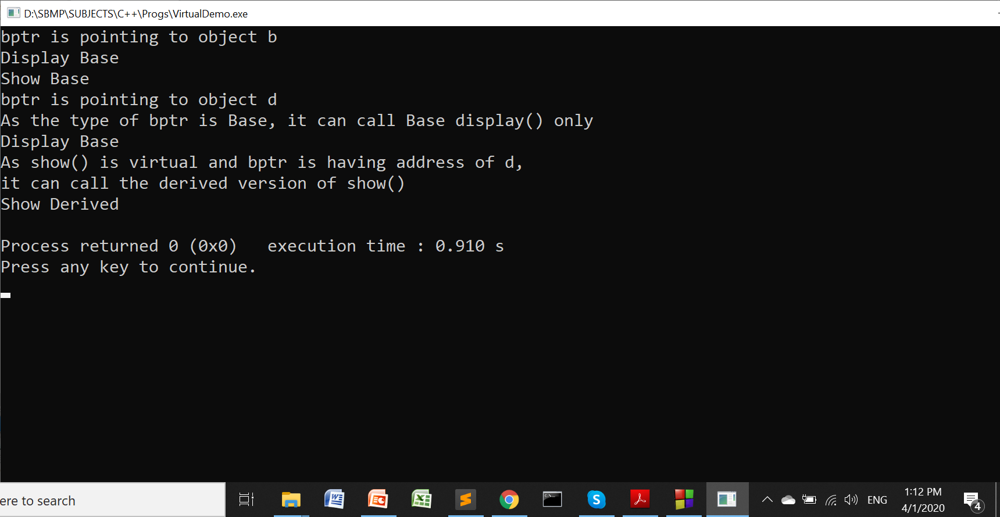 D:\SBMP\SUBJECTS\C++\Progs\VirtualDemo.exe
bptr is pointing to object b
Display Base
Show Base
bptr is pointing to object d
As the type of bptr is Base, it can call Base display() only
Display Base
As show() is virtual and bptr is having address of d,
it can call the derived version of show()
Show Derived
Process returned 0 (0x0)   execution time : 0.910 s
Press any key to continue.
ere to search
ENG
1:12 PM
4/1/2020
4